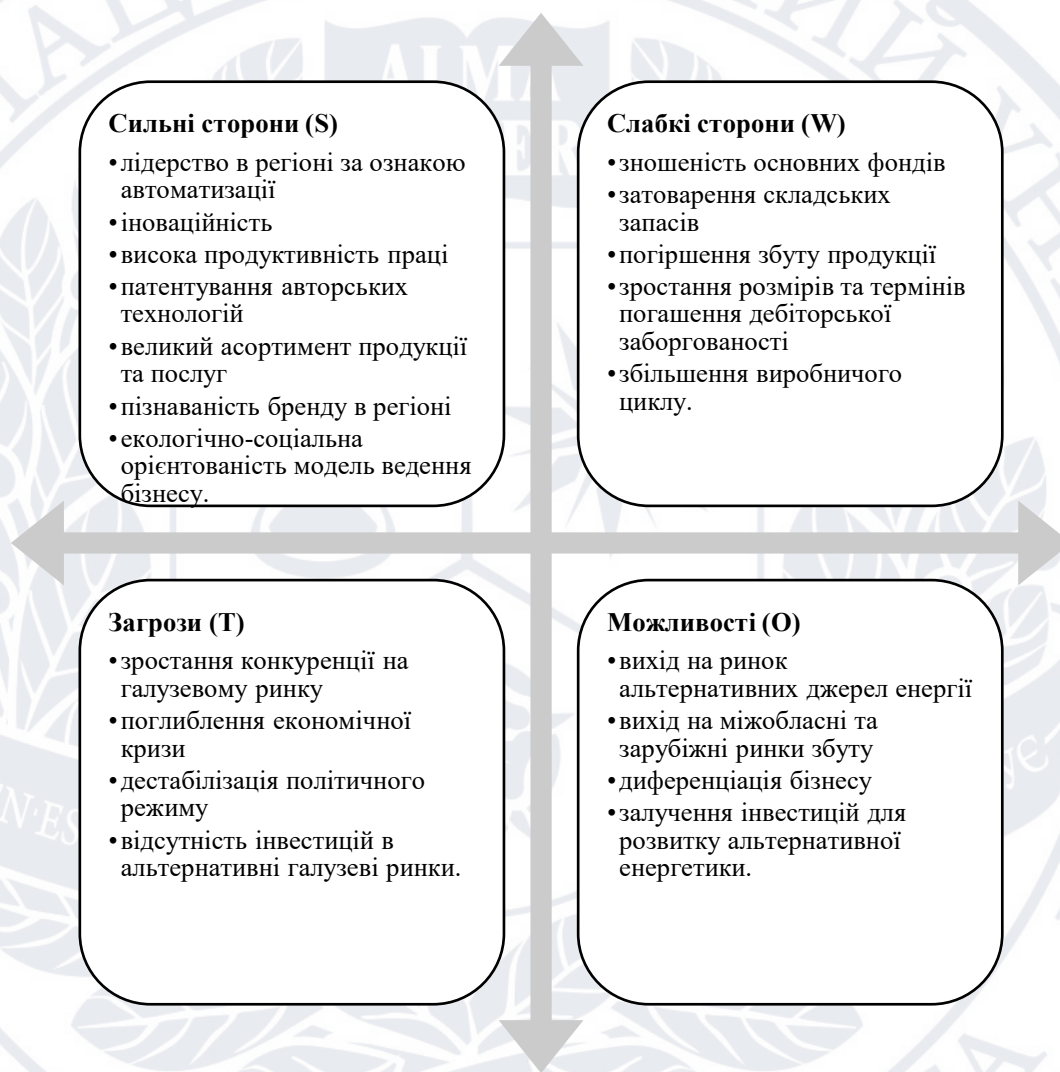 Сильні сторони (S)
•лідерство в регіоні за ознакою
автоматизації
•іноваційність
•висока продуктивність праці
•патентування авторських
технологій
•великий асортимент продукції
та послуг
•пізнаваність бренду в регіоні
•екологічно-соціальна
орієнтованість модель ведення
бізнесу.
Слабкі сторони (W)
•зношеність основних фондів
•затоварення складських
запасів
•погіршення збуту продукції
•зростання розмірів та термінів
погашення дебіторської
заборгованості
•збільшення виробничого
циклу.
Загрози (T)
•зростання конкуренції на
галузевому ринку
•поглиблення економічної
кризи
•дестабілізація політичного
режиму
•відсутність інвестицій в
альтернативні галузеві ринки.
Можливості (O)
•вихід на ринок
альтернативних джерел енергії
•вихід на міжобласні та
зарубіжні ринки збуту
•диференціація бізнесу
•залучення інвестицій для
розвитку альтернативної
енергетики.